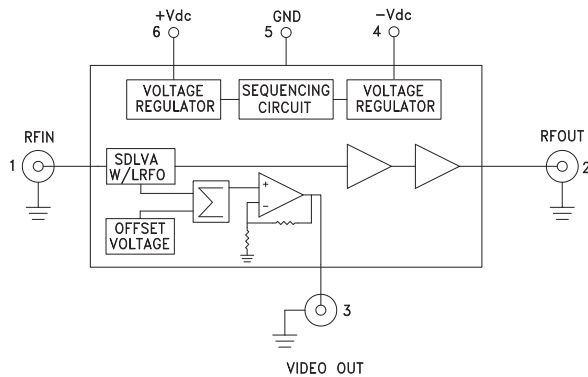 +Vdc
6
GND
5
−Vdc
4
VOLTAGE
REGULATOR
SEQUENCING
CIRCUIT
VOLTAGE
REGULATOR
RFIN
1
SDLVA
W/LRFO
RFOUT
2
Σ
+
−
OFFSET
VOLTAGE
3
VIDEO OUT